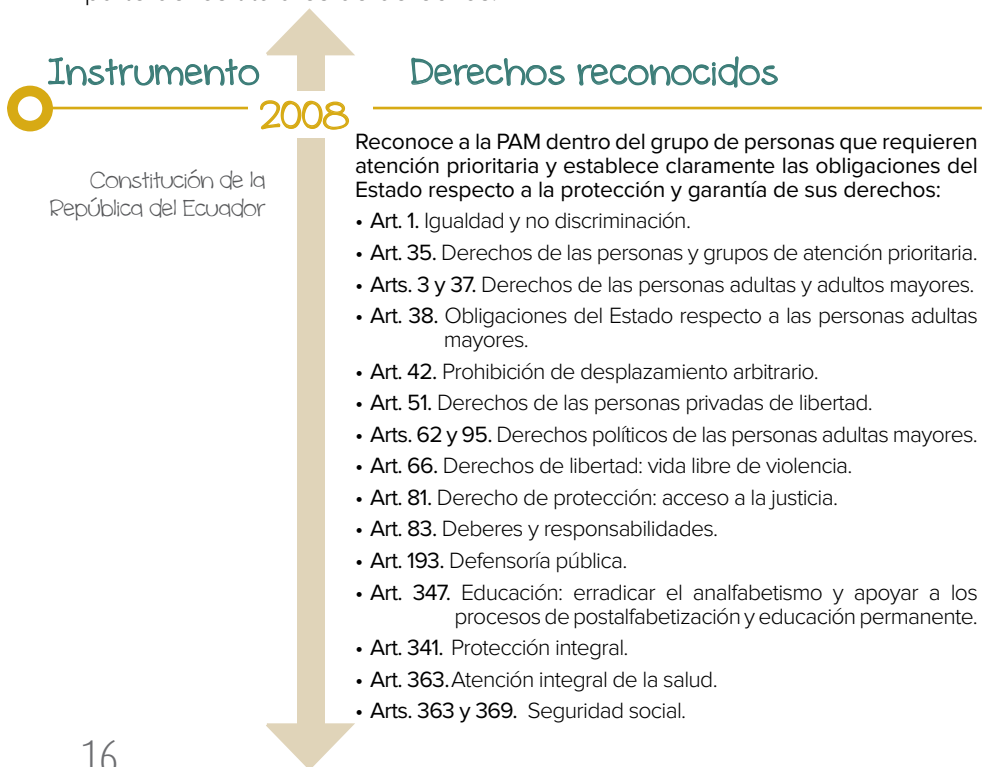 Instrumento
Derechos reconocidos
2008
Constitución de la
República del Ecuador
Reconoce a la PAM dentro del grupo de personas que requieren
atención prioritaria y establece claramente las obligaciones del
Estado respecto a la protección y garantía de sus derechos:
• Art. 1. Igualdad y no discriminación.
• Art. 35. Derechos de las personas y grupos de atención prioritaria.
• Arts. 3 y 37. Derechos de las personas adultas y adultos mayores.
• Art. 38. Obligaciones del Estado respecto a las personas adultas
mayores.
• Art. 42. Prohibición de desplazamiento arbitrario.
• Art. 51. Derechos de las personas privadas de libertad.
• Arts. 62 y 95. Derechos políticos de las personas adultas mayores.
• Art. 66. Derechos de libertad: vida libre de violencia.
• Art. 81. Derecho de protección: acceso a la justicia.
• Art. 83. Deberes y responsabilidades.
• Art. 193. Defensoría pública.
• Art. 347. Educación: erradicar el analfabetismo y apoyar a los
procesos de postalfabetización y educación permanente.
• Art. 341. Protección integral.
• Art. 363. Atención integral de la salud.
• Arts. 363 y 369. Seguridad social.
16